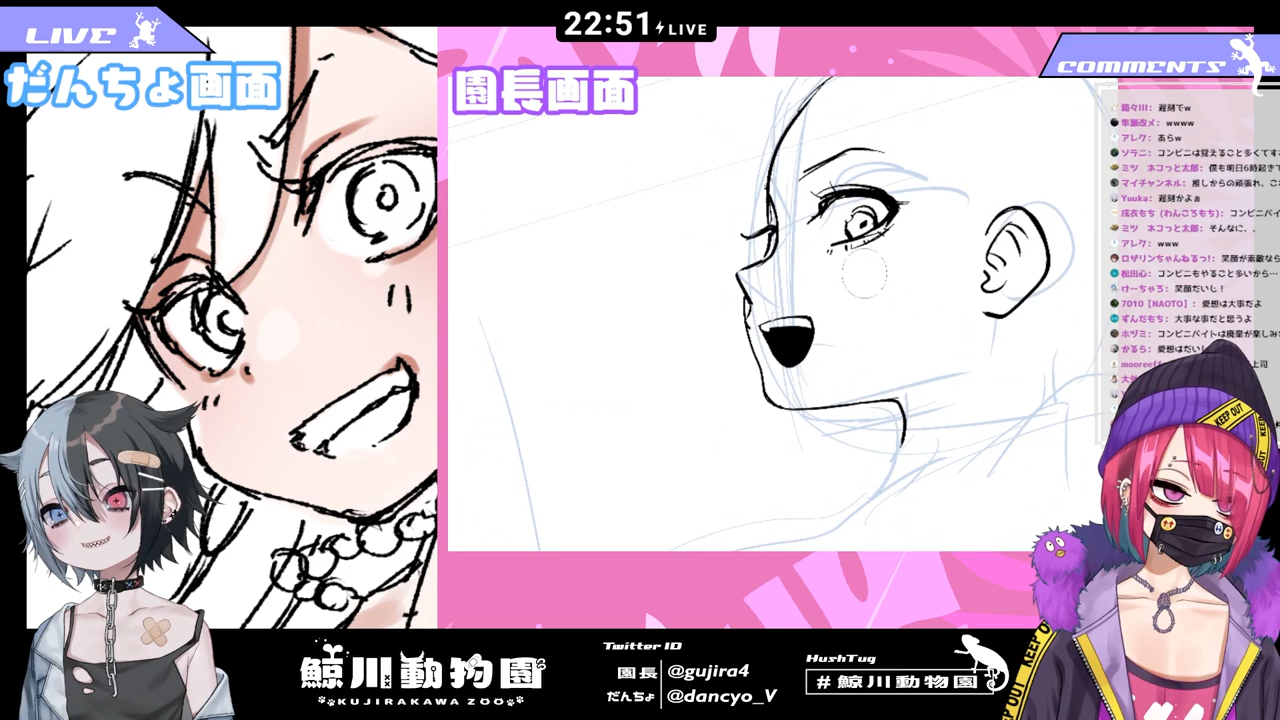 22:51 LIVE
LIVE
だんちょ画面
園長画面
COMMENTS
箱々III: 遅刻でw
隼瀬改〆: wwww
アレク: あらw
ソラニ: コンビニは覚えること多くてす
ミツ ネコっと太郎: 僕も明日6時起きで
マイチャンネル: 推しからの頑張れ、こ
Yuuka: 遅刻かよぉ
戌衣もち (わんころもち): コンビニバイ
ミツ ネコっと太郎: そんなに、、
アレク: www
ロザリンちゃんねるっ!: 笑顔が素敵なら
松田心: コンビニもやること多いから…
けーちゃろ: 笑顔だいし!
7010【NAOTO】: 愛想は大事だよ
ずんだもち: 大事な事だと思うよ
ホヅミ: コンビニバイトは廃棄が楽しみ
かるら: 愛想はだい
mooreef
上司
KEEP OUT
鯨川動物園
KUJIRAKAWA ZOO
Twitter ID
園長 @gujira4
だんちょ @dancyo_V
HushTug
#鯨川動物園
KEEP OUT